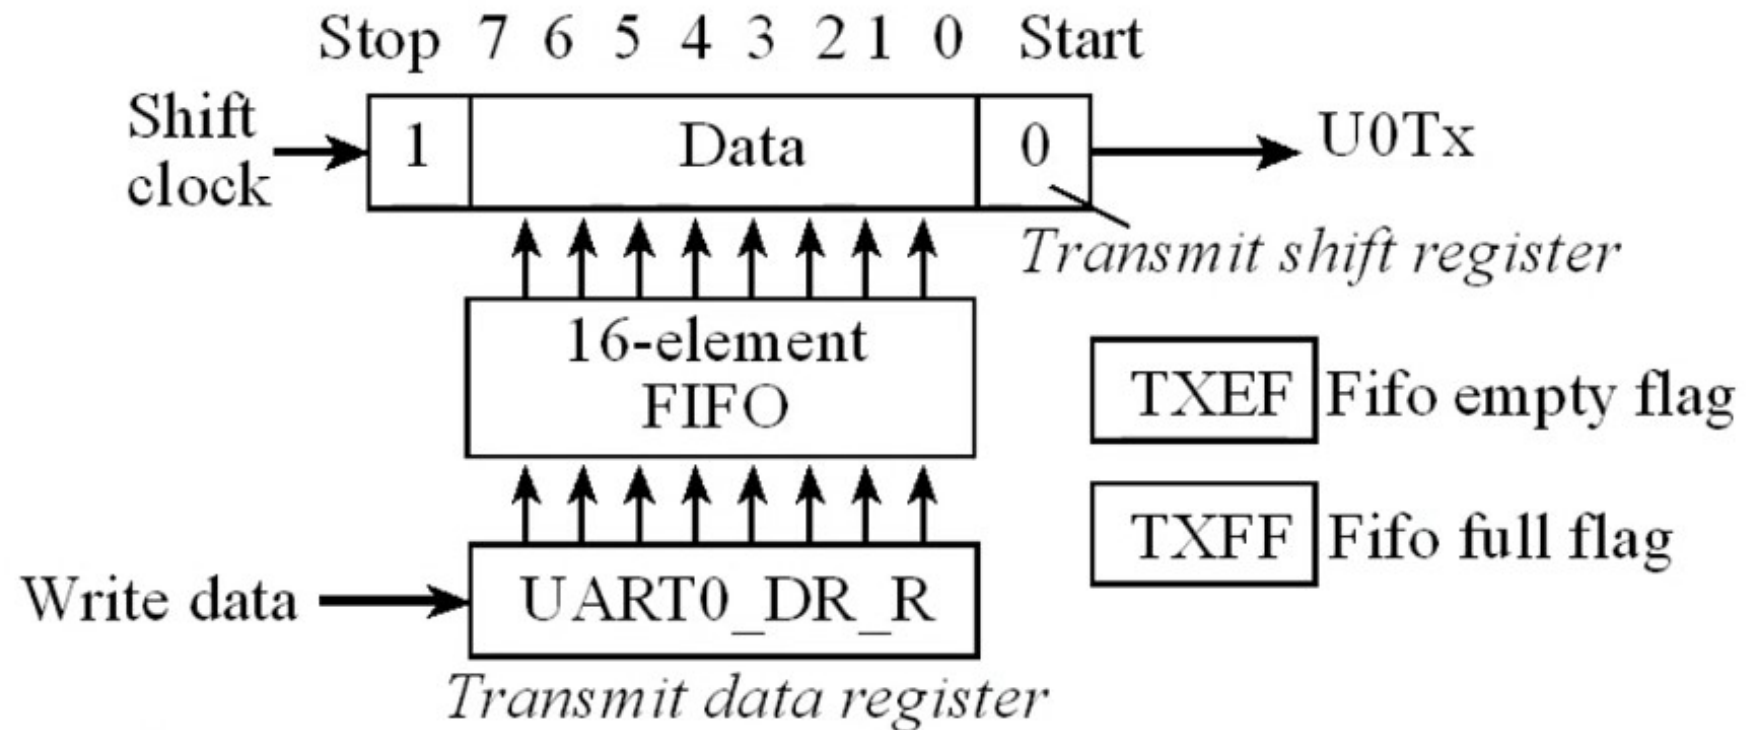 Stop 7 6 5 4 3 2 1 0 Start
Shift
clock
1 Data 0
U0Tx
Transmit shift register
16-element
FIFO
TXEF Fifo empty flag
TXFF Fifo full flag
Write data
UART0_DR_R
Transmit data register